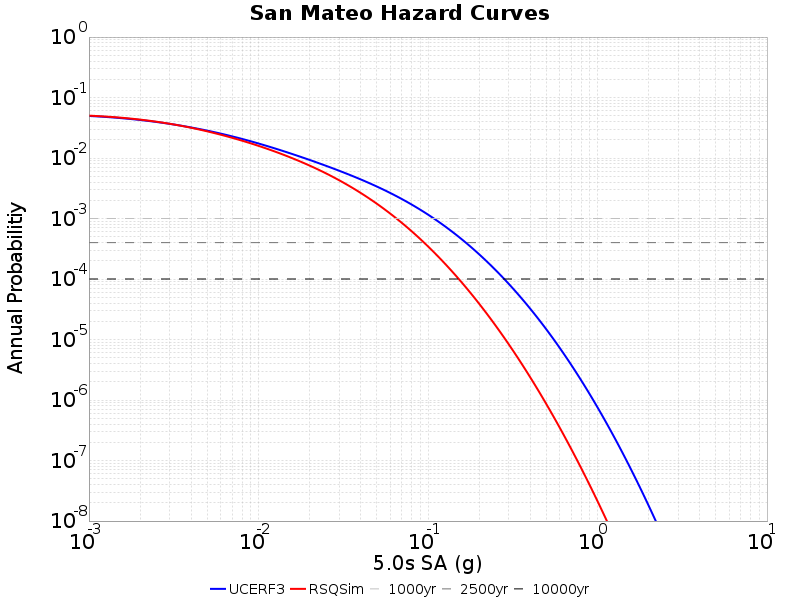 San Mateo Hazard Curves
Annual Probabilitiy
10^0
10^-1
10^-2
10^-3
10^-4
10^-5
10^-6
10^-7
10^-8
10^-3 10^-2 10^-1 10^0 10^1
5.0s SA (g)
UCERF3 RSQSim 1000yr 2500yr 10000yr